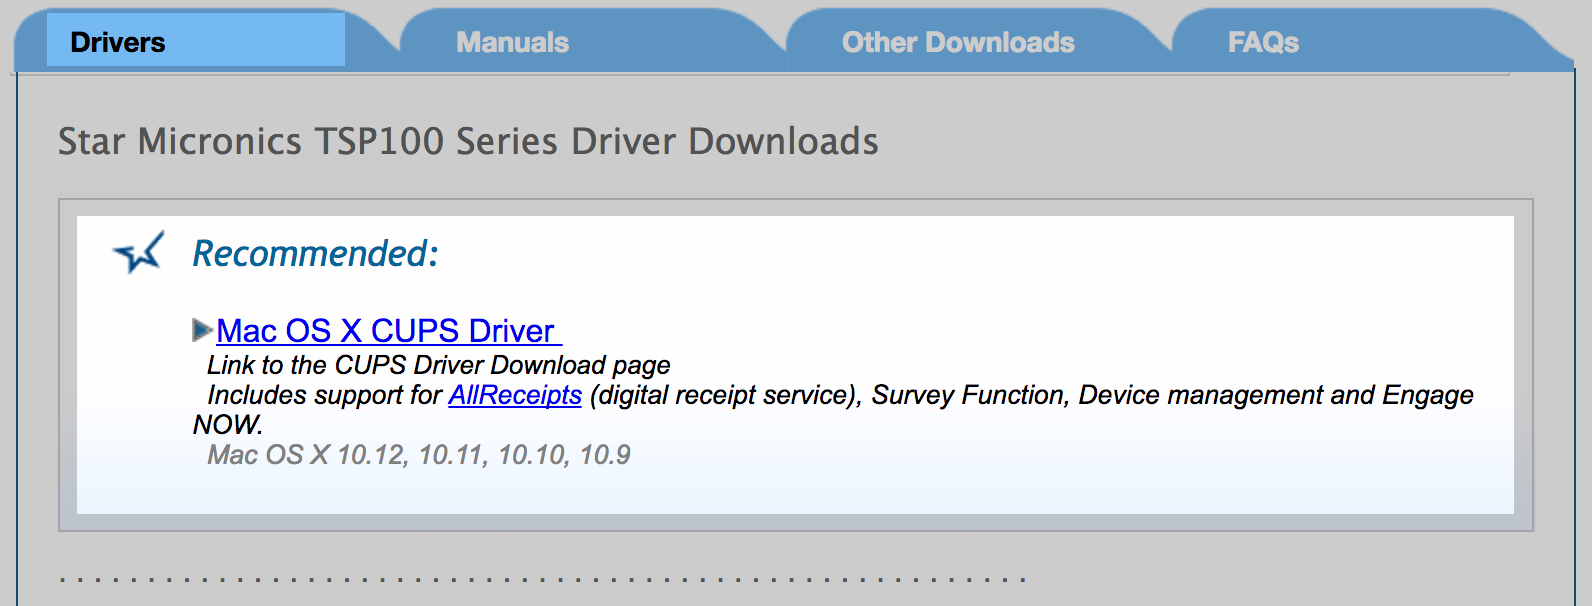 Drivers
Manuals
Other Downloads
FAQs
Star Micronics TSP100 Series Driver Downloads
Recommended:
Mac OS X CUPS Driver
Link to the CUPS Driver Download page
Includes support for AllReceipts (digital receipt service), Survey Function, Device management and Engage
NOW.
Mac OS X 10.12, 10.11, 10.10, 10.9